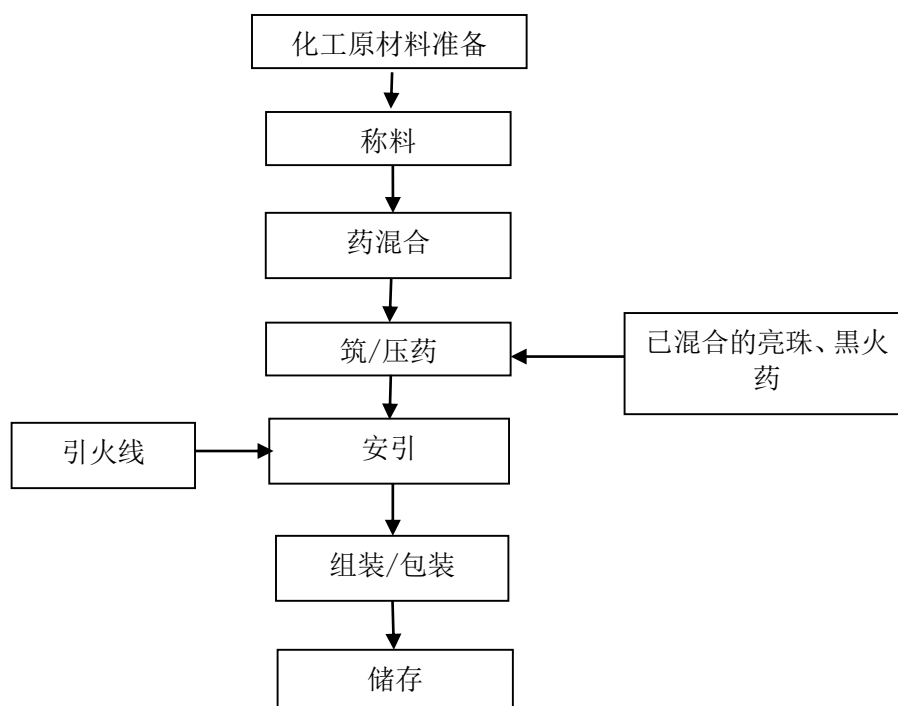 化工原材料准备
称料
药混合
筑/压药
已混合的亮珠、黑火
药
引火线
安引
组装/包装
储存